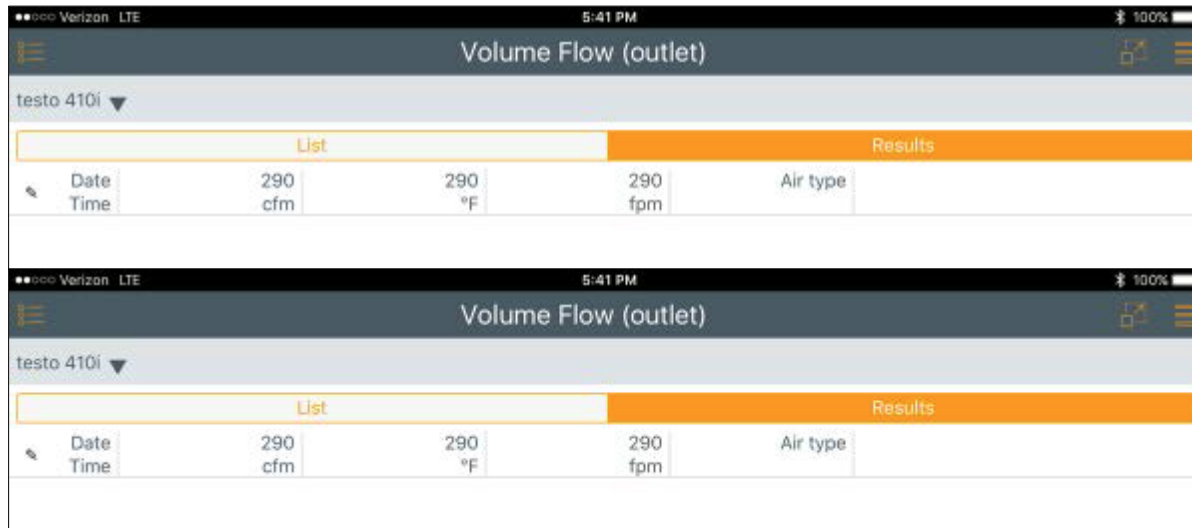 Verizon LTE 5:41 PM 100%
Volume Flow (outlet)
testo 410i
List Results
Date 290 290 290 Air type
Time cfm °F fpm
Verizon LTE 5:41 PM 100%
Volume Flow (outlet)
testo 410i
List Results
Date 290 290 290 Air type
Time cfm °F fpm